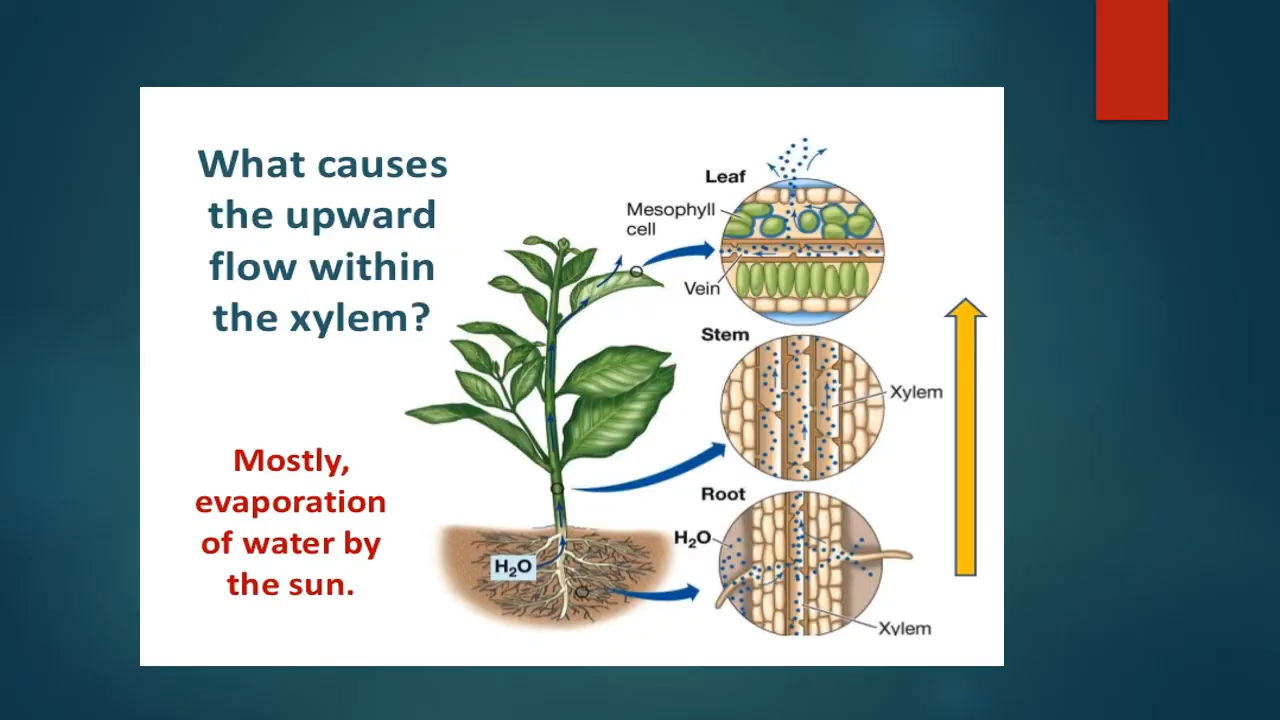 What causes
the upward
flow within
the xylem?
Mostly,
evaporation
of water by
the sun.
Leaf
Mesophyll
cell
Vein
Stem
Xylem
Root
H₂O
H₂O
Xylem